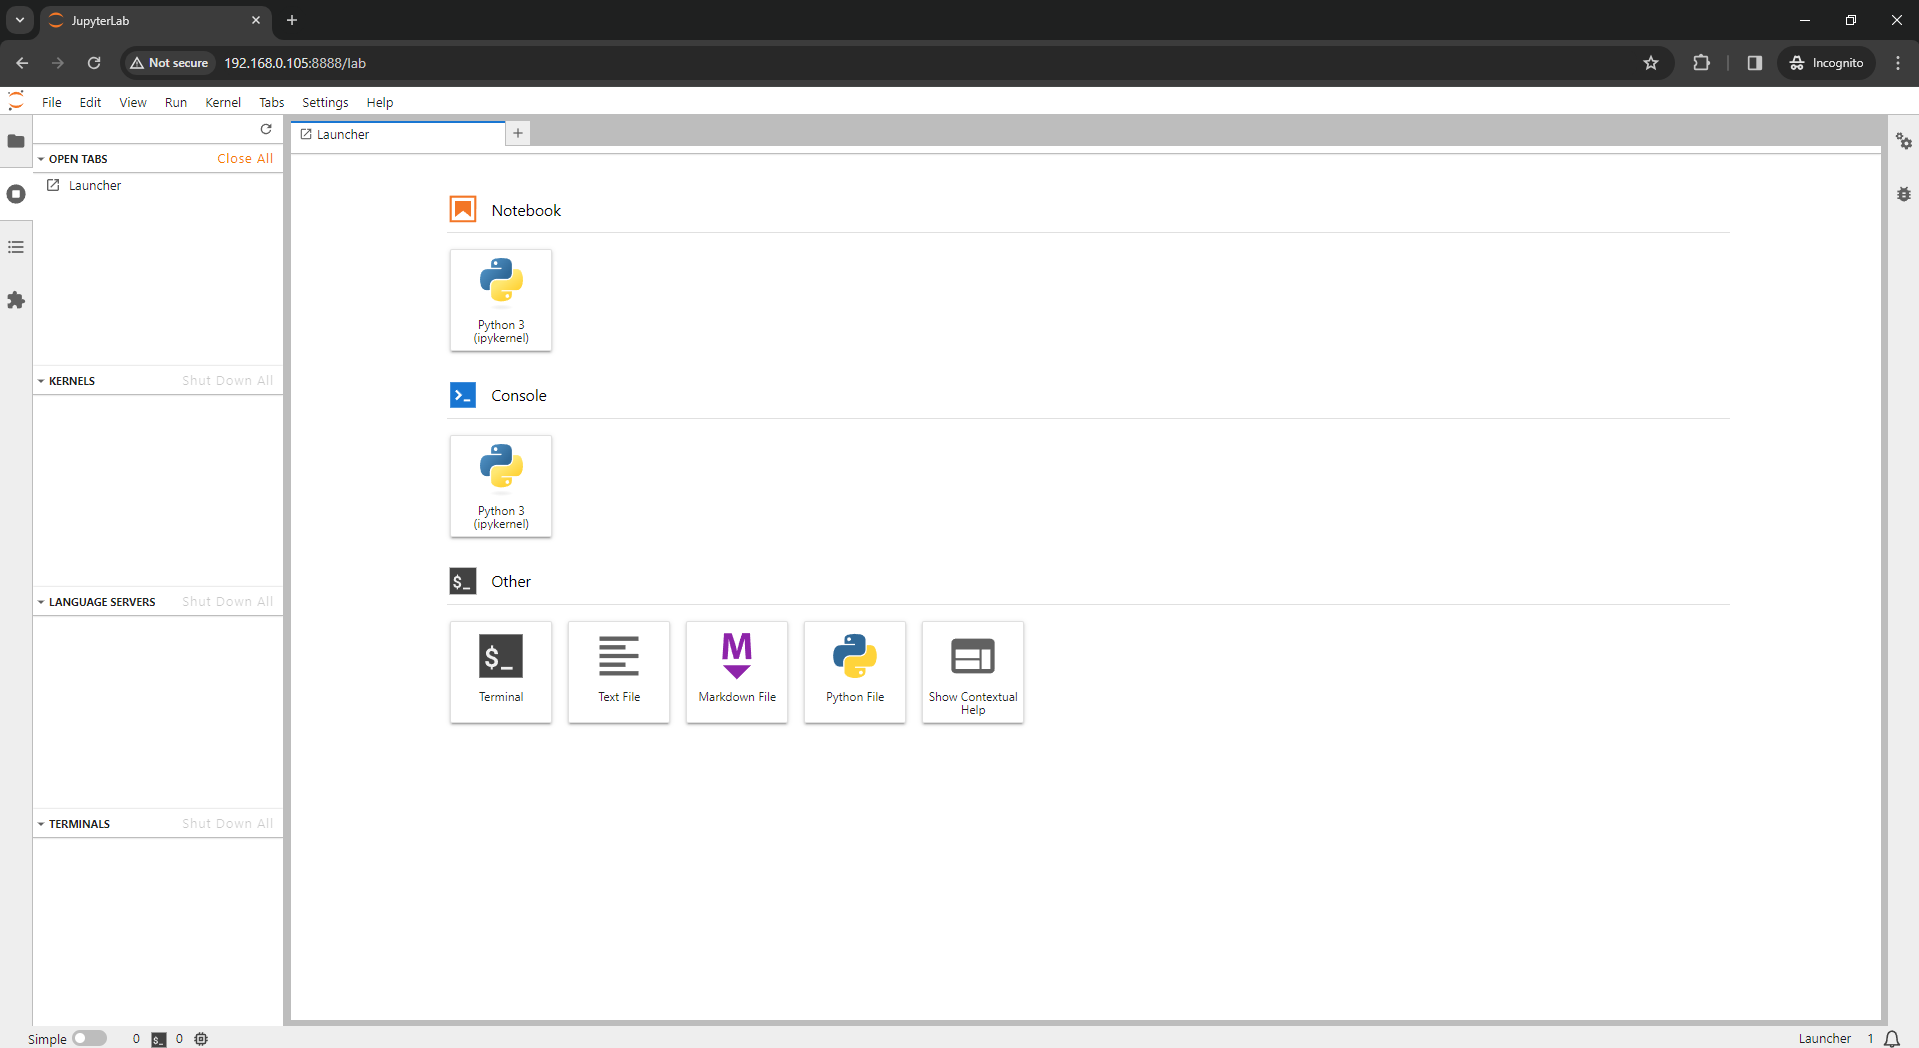 JupyterLab
Not secure 192.168.0.105:8888/lab Incognito
File Edit View Run Kernel Tabs Settings Help
Launcher
OPEN TABS Close All
Launcher
KERNELS Shut Down All
LANGUAGE SERVERS Shut Down All
TERMINALS Shut Down All
Notebook
Python 3
(ipykernel)
Console
>_
Python 3
(ipykernel)
$_ Other
$_
Terminal
Text File
M
Markdown File
Python File
Show Contextual
Help
Simple 0 $_ 0 Launcher 1